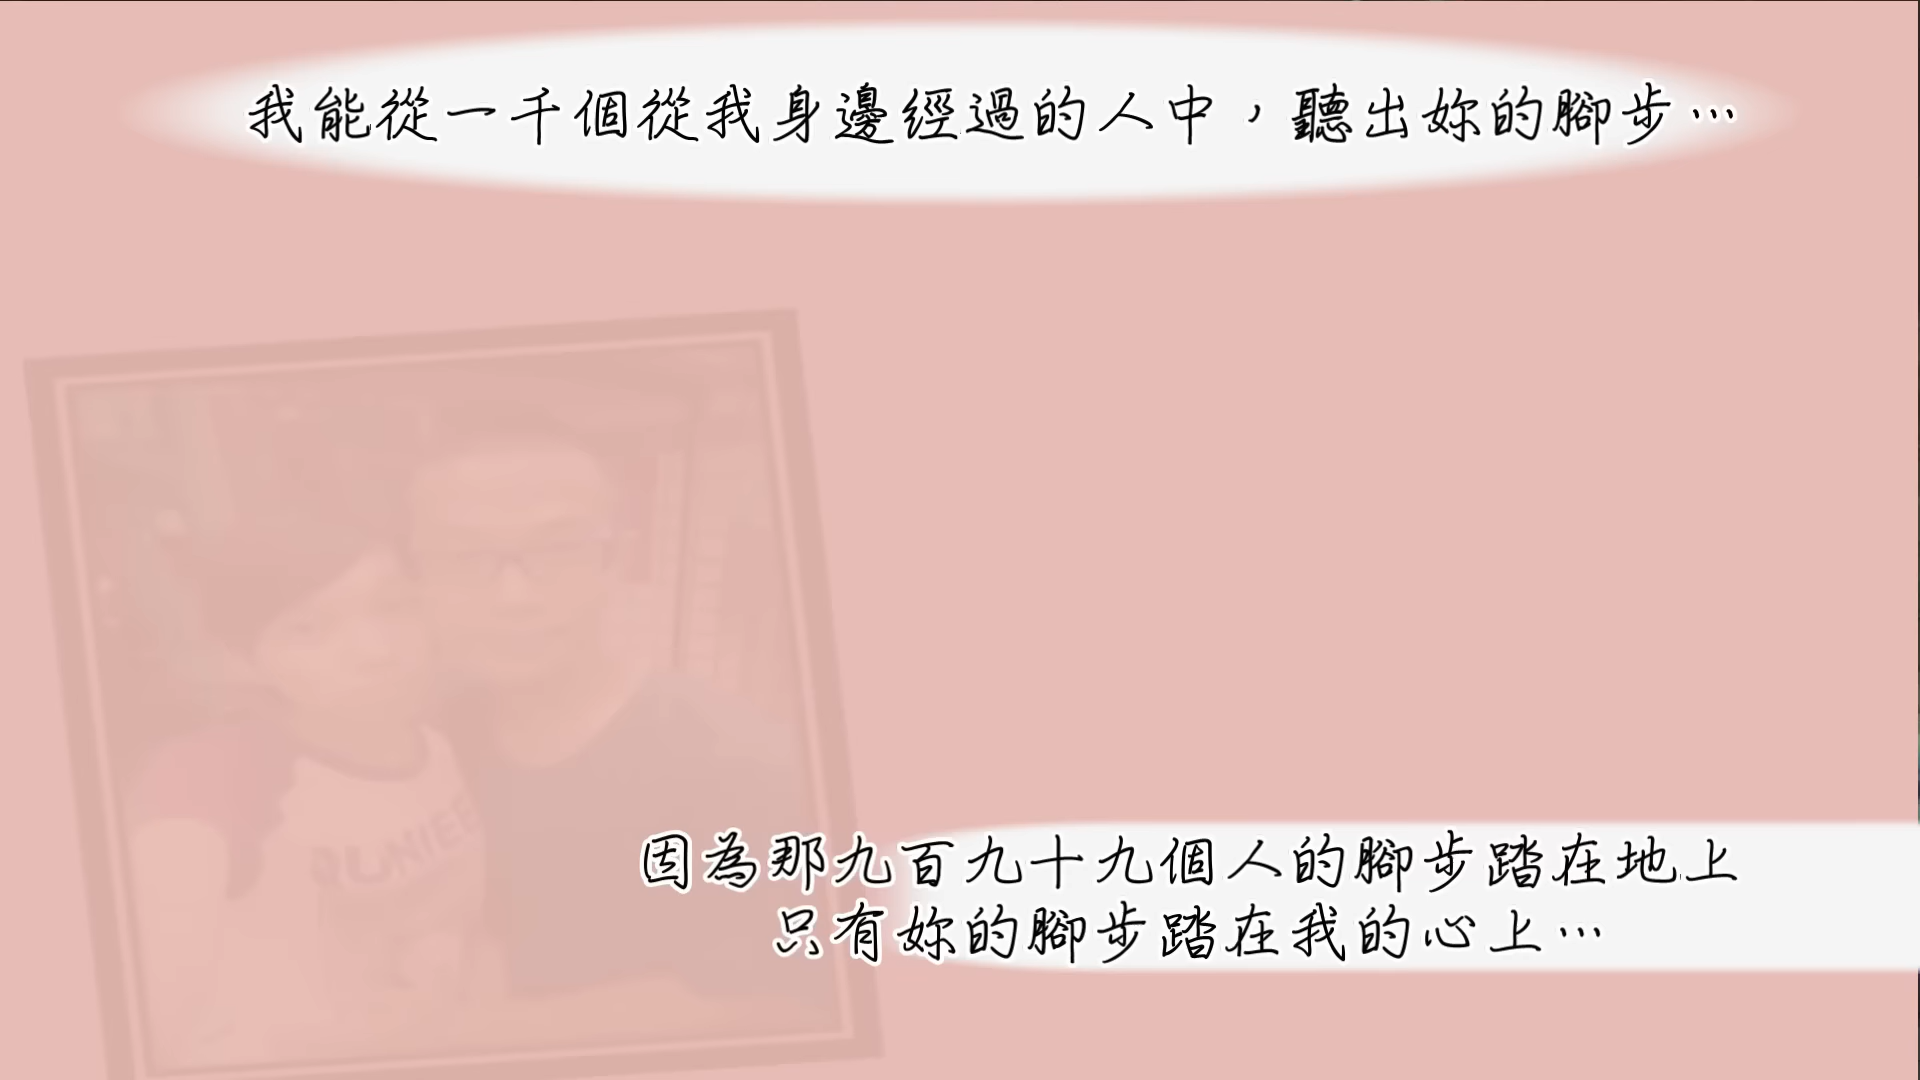 我能從一千個從我身邊經過的人中，聽出妳的腳步…
因為那九百九十九個人的腳步踏在地上
只有妳的腳步踏在我的心上…